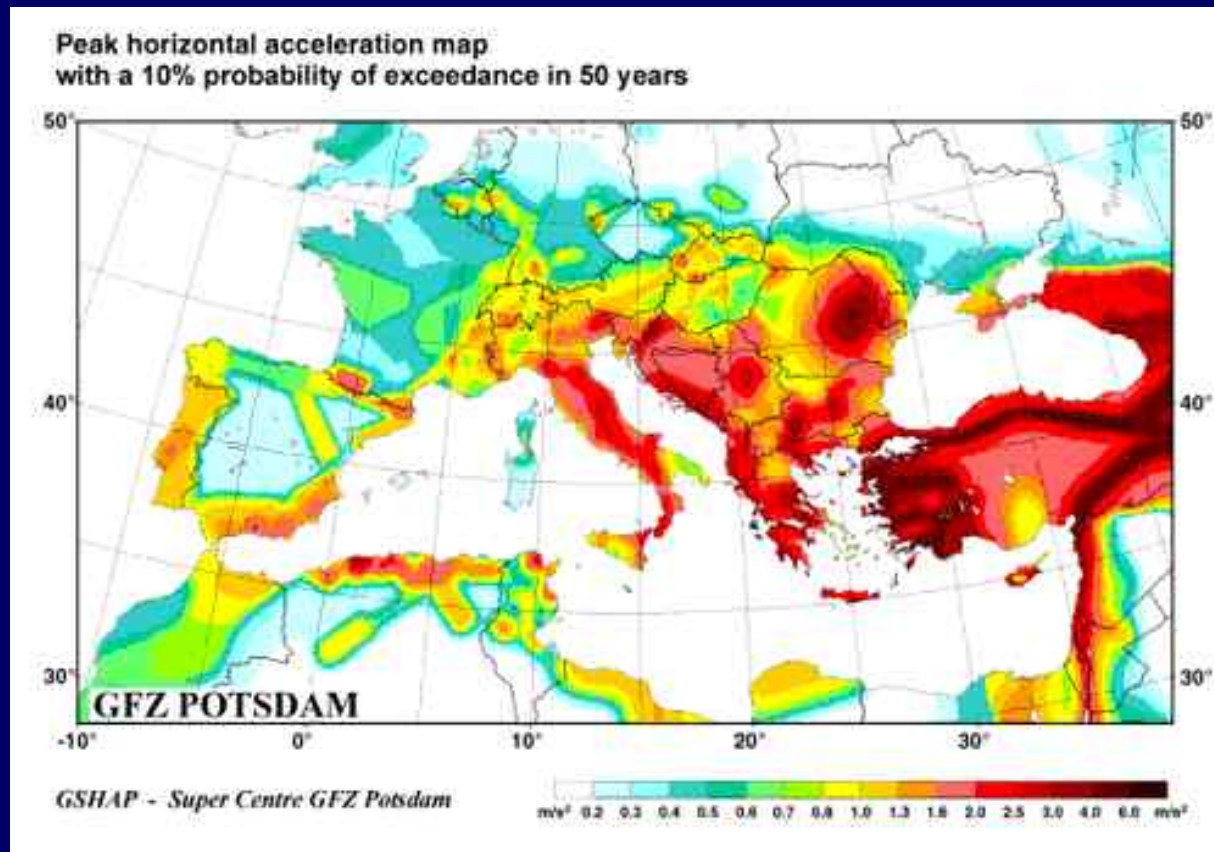 Peak horizontal acceleration map
with a 10% probability of exceedance in 50 years
50° 50°
40° 40°
30° 30°
GFZ POTSDAM
-10° 0° 10° 20° 30°
GSHAP - Super Centre GFZ Potsdam
m/s² 0.2 0.3 0.4 0.5 0.6 0.7 0.8 1.0 1.3 1.6 2.0 2.5 3.0 4.0 6.0 m/s²